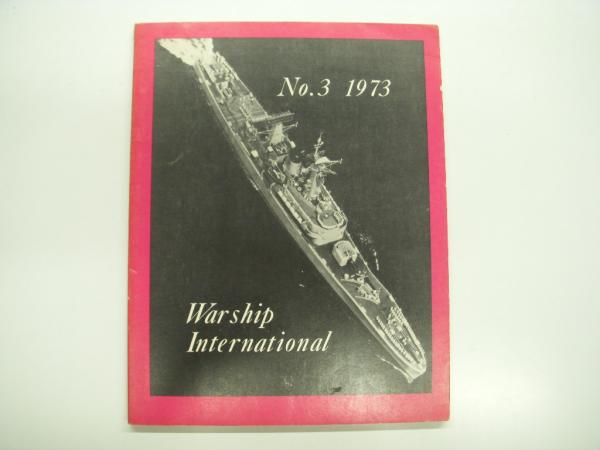 No.3 1973
Warship
International